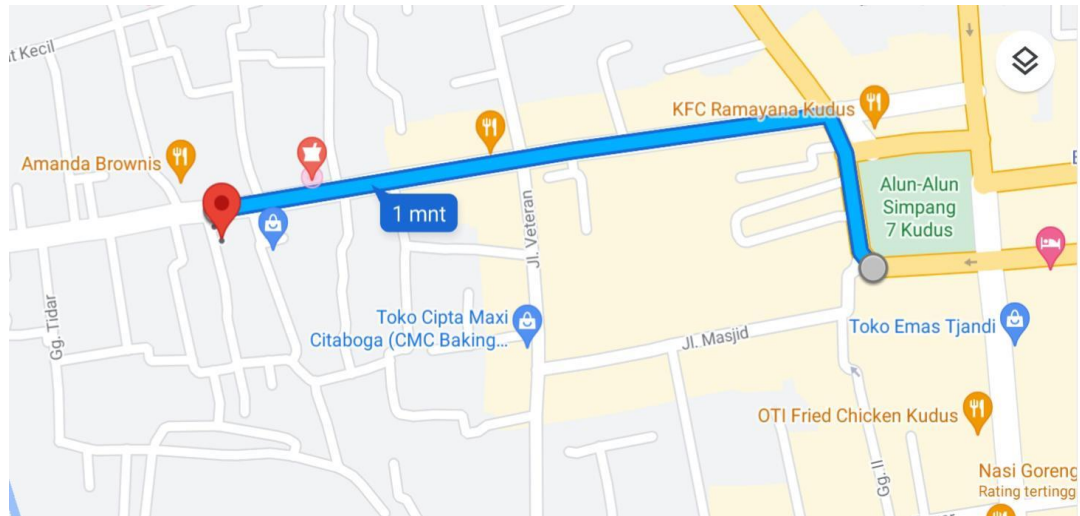 Kecil
KFC Ramayana Kudus
Amanda Brownis
Alun-Alun
Simpang
7 Kudus
1 mnt
Jl. Veteran
Gg. Tidar
Toko Cipta Maxi
Citaboga (CMC Baking...
Jl. Masjid
Toko Emas Tjandi
OTI Fried Chicken Kudus
Gg. II
Nasi Goreng
Rating tertingg